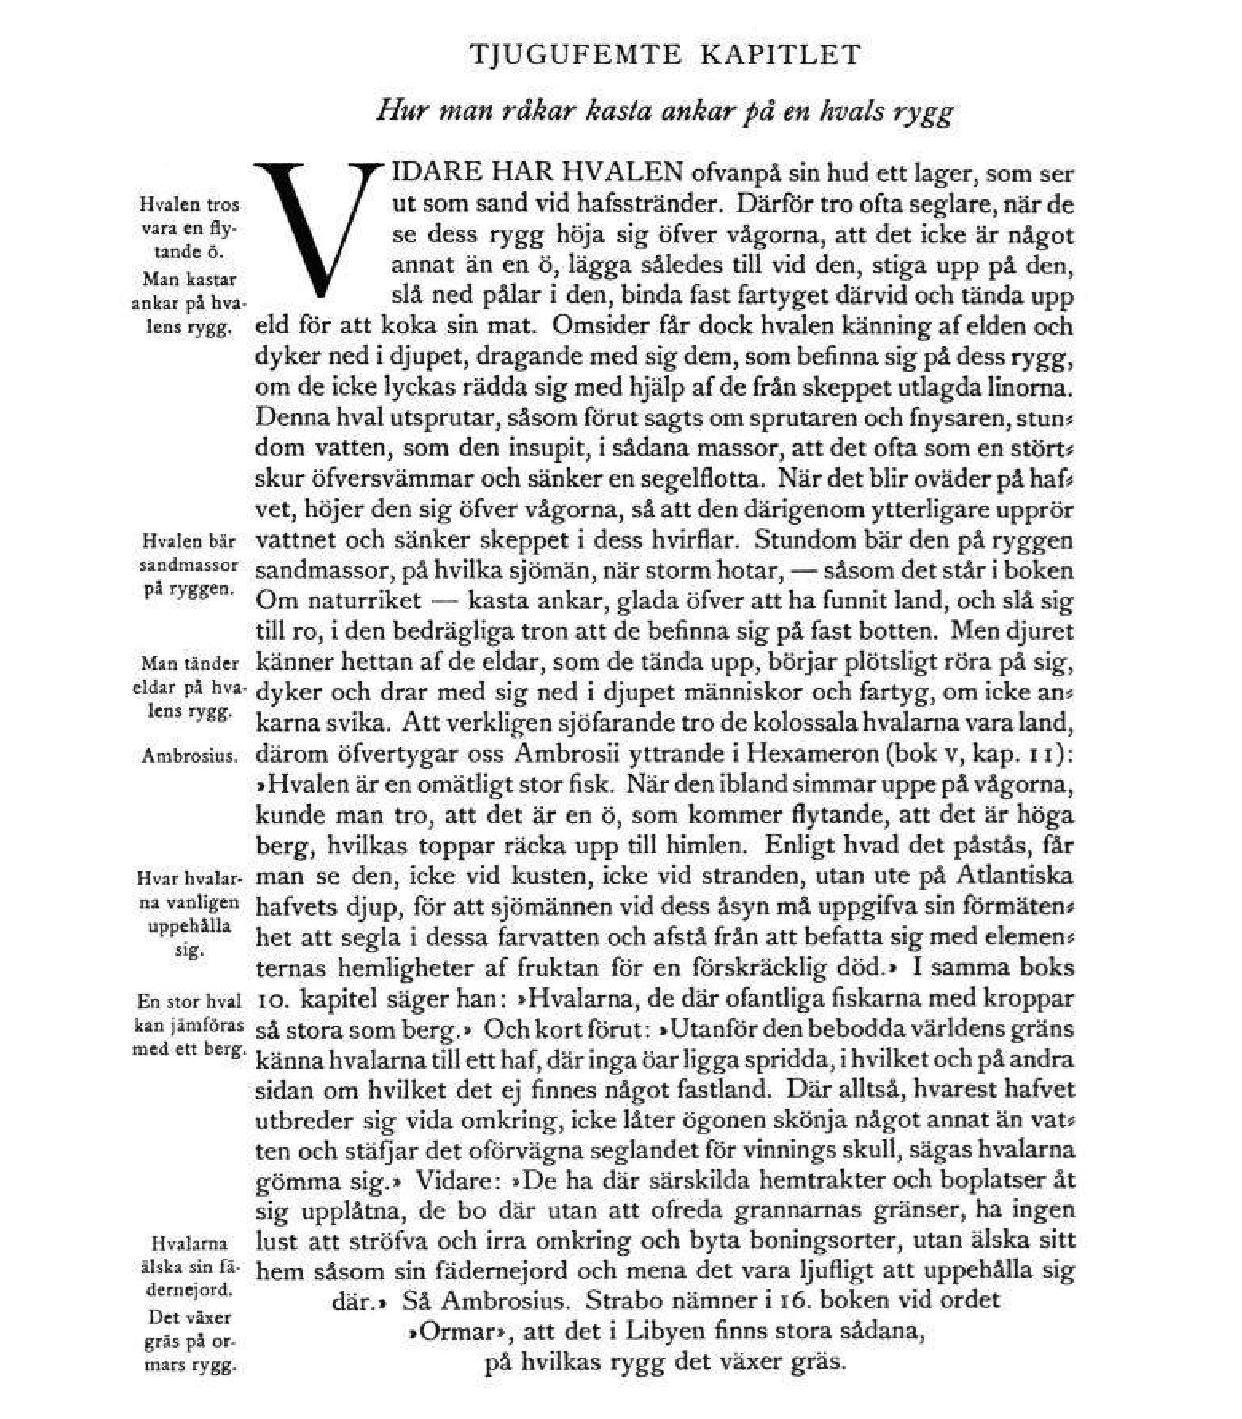 TJUGUFEMTE KAPITLET
Hur man råkar kasta ankar på en hvals rygg
VIDARE HAR HVALEN ofvanpå sin hud ett lager, som ser
ut som sand vid hafsstränder. Därför tro ofta seglare, när de
se dess rygg höja sig öfver vågorna, att det icke är något
annat än en ö, lägga således till vid den, stiga upp på den,
slå ned pålar i den, binda fast fartyget därvid och tända upp
eld för att koka sin mat. Omsider får dock hvalen känning af elden och
dyker ned i djupet, dragande med sig dem, som befinna sig på dess rygg,
om de icke lyckas rädda sig med hjälp af de från skeppet utlagda linorna.
Denna hval utsprutar, såsom förut sagts om sprutaren och fnysaren, stun⸗
dom vatten, som den insupit, i sådana massor, att det ofta som en stört⸗
skur öfversvämmar och sänker en segelflotta. När det blir oväder på haf⸗
vet, höjer den sig öfver vågorna, så att den därigenom ytterligare upprör
vattnet och sänker skeppet i dess hvirflar. Stundom bär den på ryggen
sandmassor, på hvilka sjömän, när storm hotar, — såsom det står i boken
Om naturriket — kasta ankar, glada öfver att ha funnit land, och slå sig
till ro, i den bedrägliga tron att de befinna sig på fast botten. Men djuret
känner hettan af de eldar, som de tända upp, börjar plötsligt röra på sig,
dyker och drar med sig ned i djupet människor och fartyg, om icke an⸗
karna svika. Att verkligen sjöfarande tro de kolossala hvalarna vara land,
därom öfvertygar oss Ambrosii yttrande i Hexameron (bok V, kap. 11):
»Hvalen är en omätligt stor fisk. När den ibland simmar uppe på vågorna,
kunde man tro, att det är en ö, som kommer flytande, att det är höga
berg, hvilkas toppar räcka upp till himlen. Enligt hvad det påstås, får
man se den, icke vid kusten, icke vid stranden, utan ute på Atlantiska
hafvets djup, för att sjömännen vid dess åsyn må uppgifva sin förmäten⸗
het att segla i dessa farvatten och afstå från att befatta sig med elemen⸗
ternas hemligheter af fruktan för en förskräcklig död.» I samma boks
10. kapitel säger han: »Hvalarna, de där ofantliga fiskarna med kroppar
så stora som berg.» Och kort förut: »Utanför den bebodda världens gräns
känna hvalarna till ett haf, där inga öar ligga spridda, i hvilket och på andra
sidan om hvilket det ej finnes något fastland. Där alltså, hvarest hafvet
utbreder sig vida omkring, icke låter ögonen skönja något annat än vat⸗
ten och stäfjar det oförvägna seglandet för vinnings skull, sägas hvalarna
gömma sig.» Vidare: »De ha där särskilda hemtrakter och boplatser åt
sig upplåtna, de bo där utan att ofreda grannarnas gränser, ha ingen
lust att ströfva och irra omkring och byta boningsorter, utan älska sitt
hem såsom sin fädernejord och mena det vara ljufligt att uppehålla sig
där.» Så Ambrosius. Strabo nämner i 16. boken vid ordet
»Ormar», att det i Libyen finns stora sådana,
på hvilkas rygg det växer gräs.
Hvalen tros
vara en fly-
tande ö.
Man kastar
ankar på hva-
lens rygg.
Hvalen bär
sandmassor
på ryggen.
Man tänder
eldar på hva-
lens rygg.
Ambrosius.
Hvar hvalar-
na vanligen
uppehålla
sig.
En stor hval
kan jämföras
med ett berg.
Hvalarna
älska sin fä-
dernejord.
Det växer
gräs på or-
mars rygg.